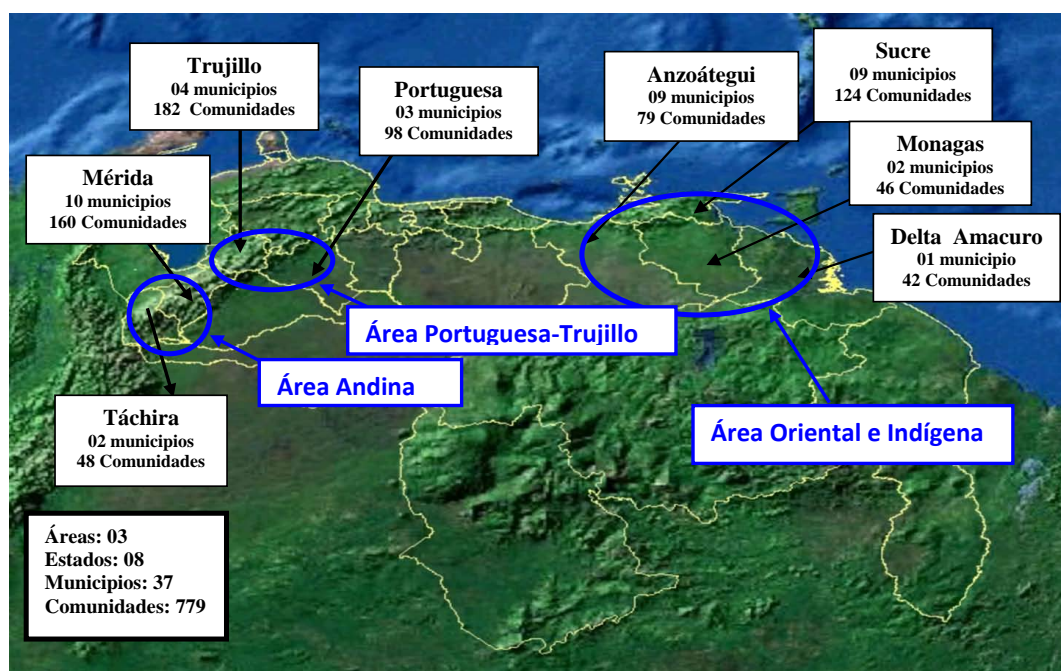 Trujillo
04 municipios
182 Comunidades
Portuguesa
03 municipios
98 Comunidades
Anzoátegui
09 municipios
79 Comunidades
Sucre
09 municipios
124 Comunidades
Mérida
10 municipios
160 Comunidades
Monagas
02 municipios
46 Comunidades
Delta Amacuro
01 municipio
42 Comunidades
Área Portuguesa-Trujillo
Área Andina
Área Oriental e Indígena
Táchira
02 municipios
48 Comunidades
Áreas: 03
Estados: 08
Municipios: 37
Comunidades: 779